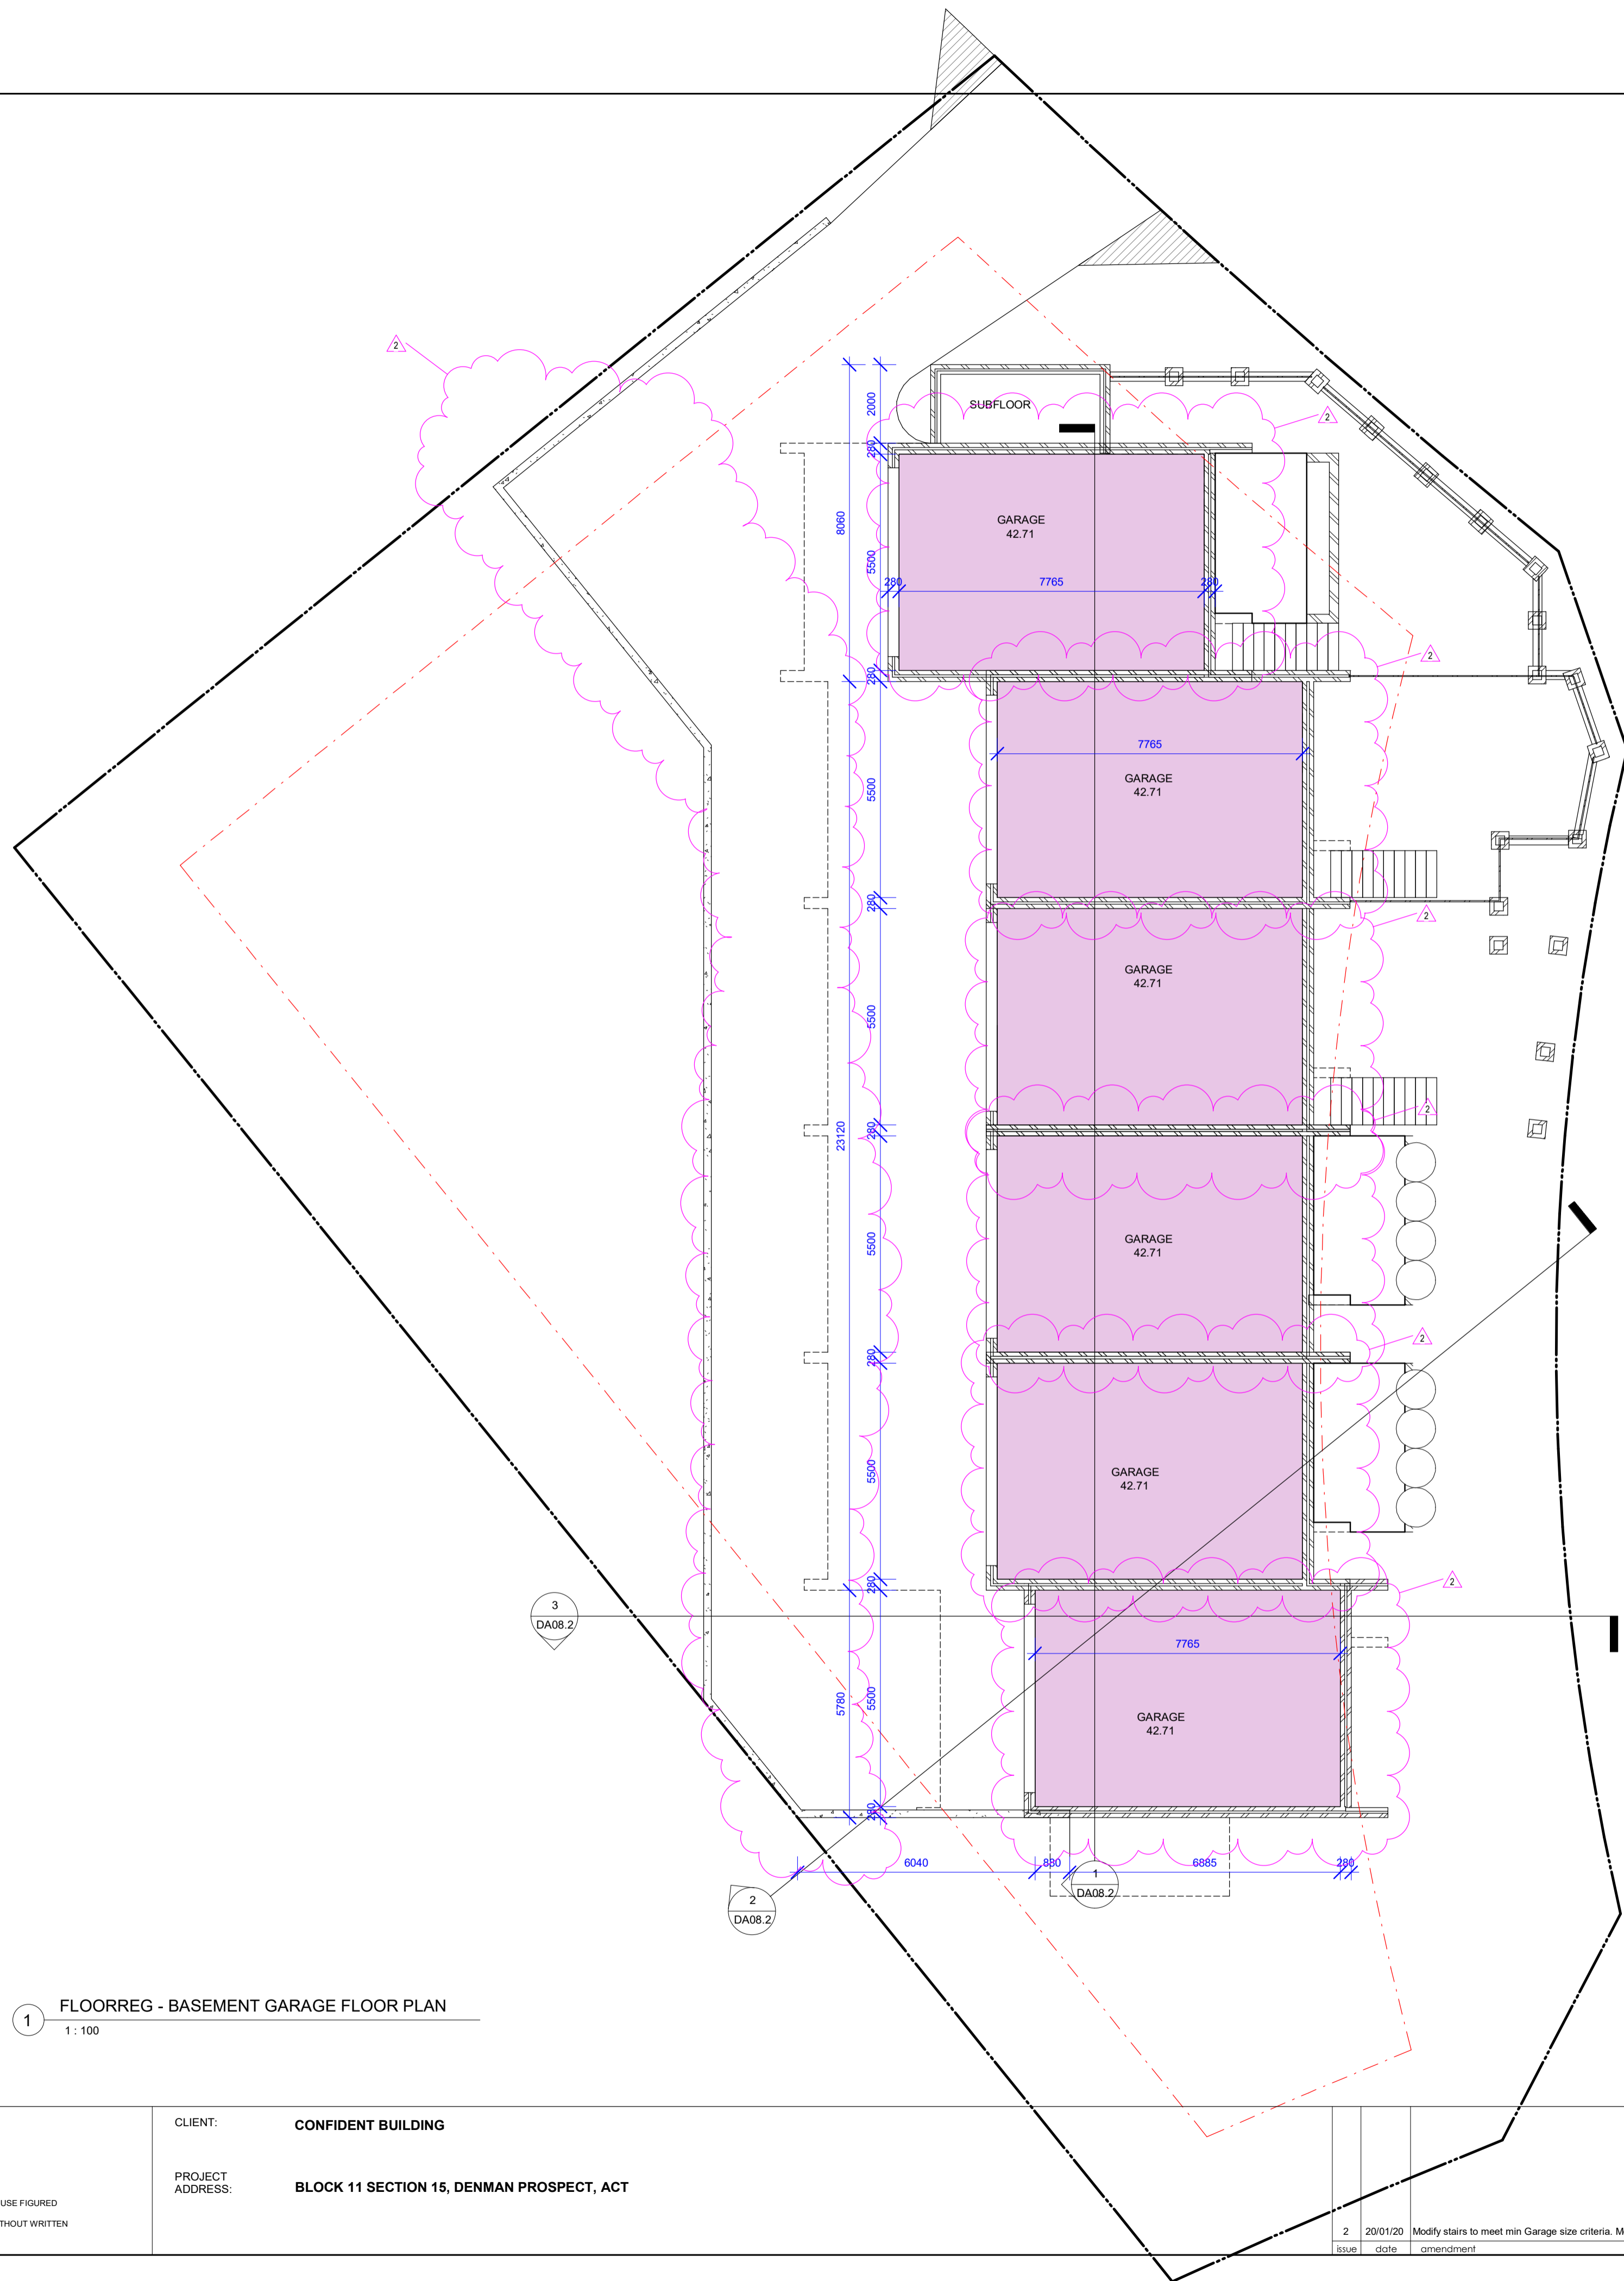 2
SUBFLOOR
2
2000
280
GARAGE
42.71
8060
5500
280
7765
280
2
280
7765
GARAGE
42.71
5500
280
2
GARAGE
42.71
5500
2
23120
280
GARAGE
42.71
5500
2
280
GARAGE
42.71
5500
2
280
3
DA08.2
7765
5780
5500
GARAGE
42.71
280
6040
880
6885
280
1
DA08.2
2
DA08.2
1
FLOORREG - BASEMENT GARAGE FLOOR PLAN
1 : 100
CLIENT:
CONFIDENT BUILDING
PROJECT
ADDRESS:
BLOCK 11 SECTION 15, DENMAN PROSPECT, ACT
USE FIGURED
THOUT WRITTEN
2 20/01/20 Modify stairs to meet min Garage size criteria.
issue date amendment